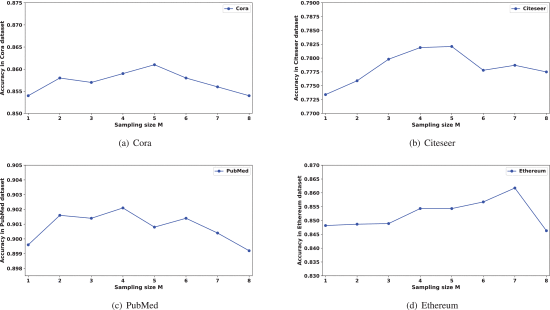 0.875
0.870
0.865
0.860
0.855
0.850
Accuracy in Cora dataset
Cora
1 2 3 4 5 6 7 8
Sampling size M
(a) Cora
0.7900
0.7875
0.7850
0.7825
0.7800
0.7775
0.7750
0.7725
0.7700
Accuracy in Citeseer dataset
Citeseer
1 2 3 4 5 6 7 8
Sampling size M
(b) Citeseer
0.905
0.904
0.903
0.902
0.901
0.900
0.899
0.898
Accuracy in PubMed dataset
PubMed
1 2 3 4 5 6 7 8
Sampling size M
(c) PubMed
0.870
0.865
0.860
0.855
0.850
0.845
0.840
0.835
0.830
Accuracy in Ethereum dataset
Ethereum
1 2 3 4 5 6 7 8
Sampling size M
(d) Ethereum